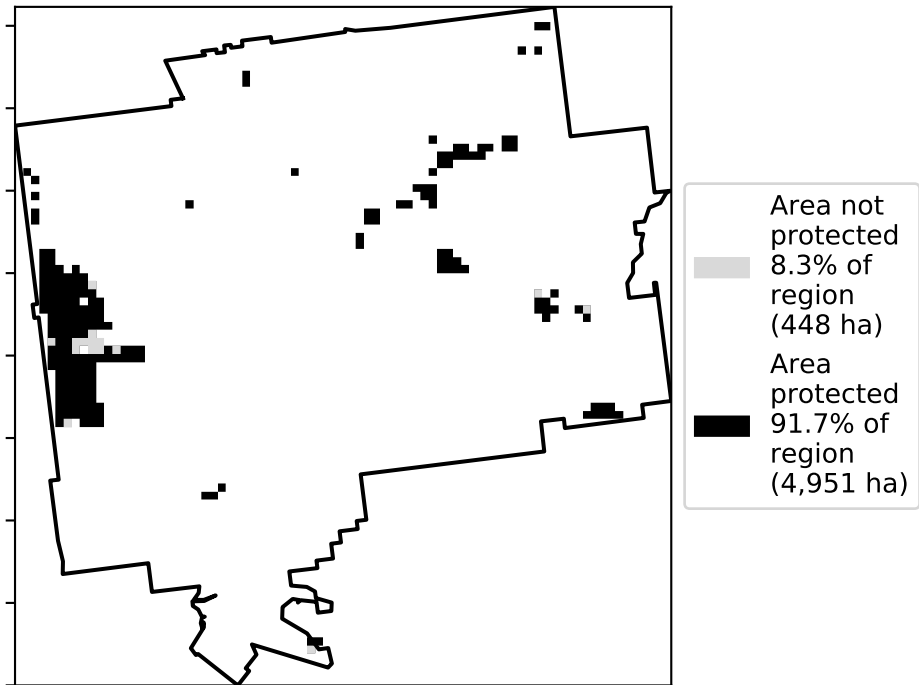 Area not
protected
8.3% of
region
(448 ha)
Area
protected
91.7% of
region
(4,951 ha)